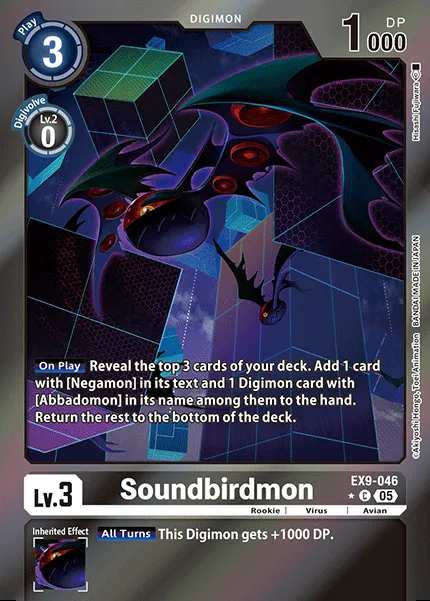 DIGIMON
Play
3
1000
DP
Digivolve
Lv.2
0
Hisashi Fujiwara
©Akiyoshi Hongo, Toei Animation BANDAI MADE IN JAPAN
On Play Reveal the top 3 cards of your deck. Add 1 card
with [Negamon] in its text and 1 Digimon card with
[Abbadomon] in its name among them to the hand.
Return the rest to the bottom of the deck.
EX9-046
Lv.3
Soundbirdmon
C 05
Rookie | Virus | Avian
Inherited Effect
All Turns This Digimon gets +1000 DP.